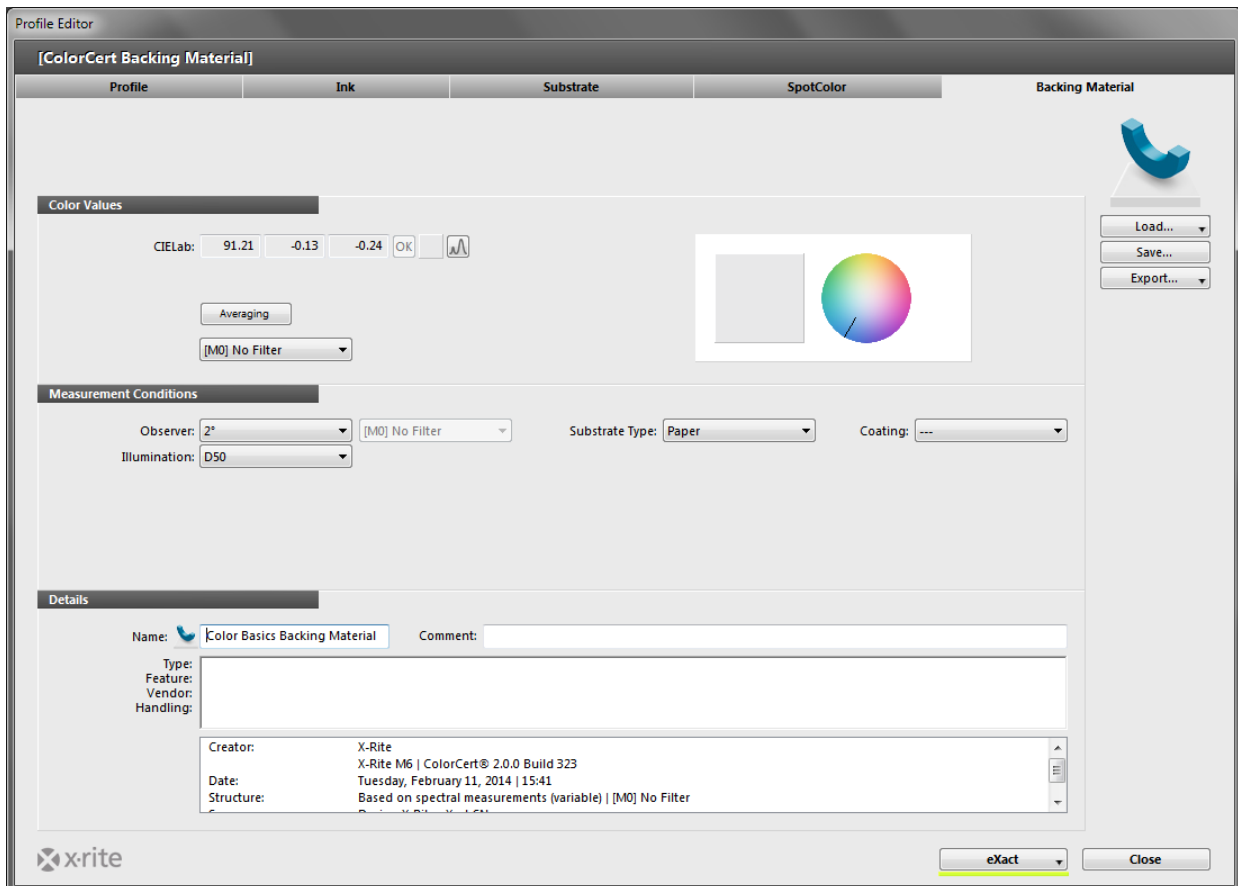 Profile Editor
[ColorCert Backing Material]
Profile Ink Substrate SpotColor Backing Material
Color Values
Load...
CIELab: 91.21 -0.13 -0.24 OK
Save...
Export...
Averaging
[M0] No Filter
Measurement Conditions
Observer: 2° [M0] No Filter Substrate Type: Paper Coating: ---
Illumination: D50
Details
Name: Color Basics Backing Material Comment:
Type:
Feature:
Vendor:
Handling:
Creator: X-Rite
X-Rite M6 | ColorCert® 2.0.0 Build 323
Date: Tuesday, February 11, 2014 | 15:41
Structure: Based on spectral measurements (variable) | [M0] No Filter
x·rite eXact Close